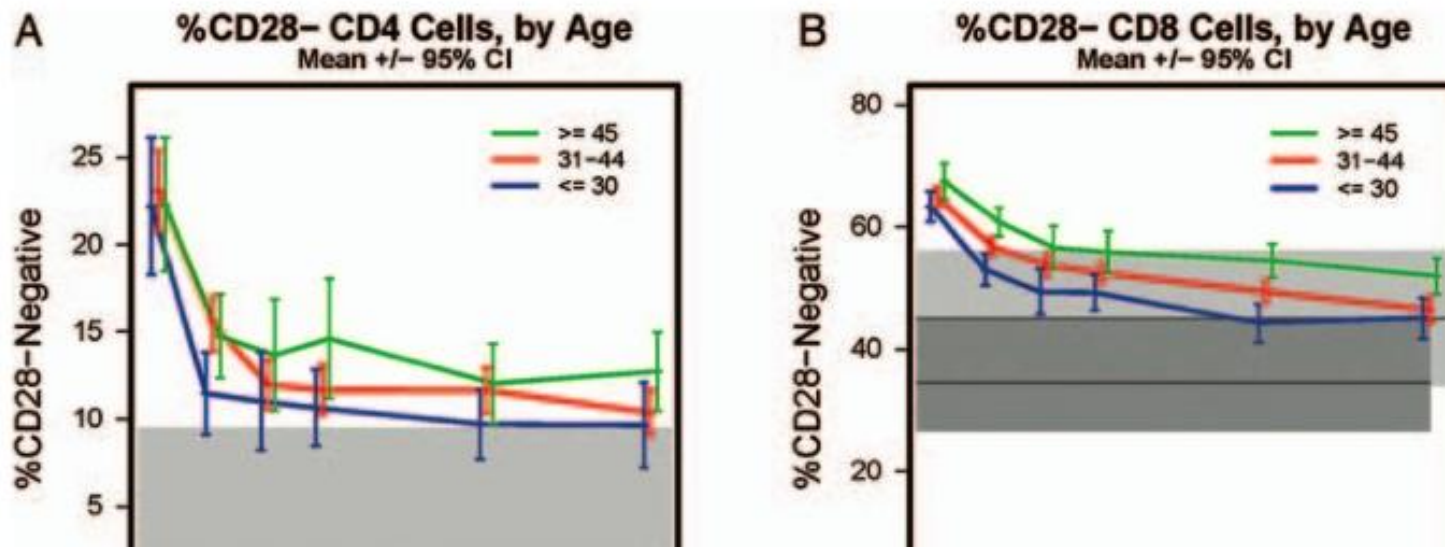 A
%CD28− CD4 Cells, by Age
Mean +/− 95% CI
%CD28−Negative
25
20
15
10
5
>= 45
31−44
<= 30
B
%CD28− CD8 Cells, by Age
Mean +/− 95% CI
%CD28−Negative
80
60
40
20
>= 45
31−44
<= 30